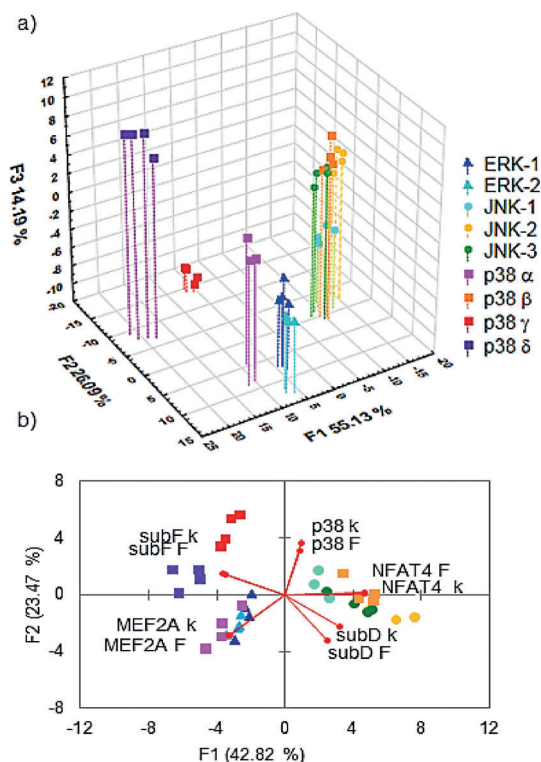 a)
F3 14.19 %
12
10
8
6
4
2
0
-2
-4
-6
-8
-10
-20
-15
-10
-5
0
5
10
15
F2 26.09%
25
20
15
10
5
0
-5
-10
-15
-20
F1 55.13 %
ERK-1
ERK-2
JNK-1
JNK-2
JNK-3
p38 α
p38 β
p38 γ
p38 δ
b)
F2 (23.47 %)
8
4
0
-4
-8
subF k
subF F
p38 k
p38 F
NFAT4 F
NFAT4 k
MEF2A k
MEF2A F
subD k
subD F
-12
-8
-4
0
4
8
12
F1 (42.82 %)